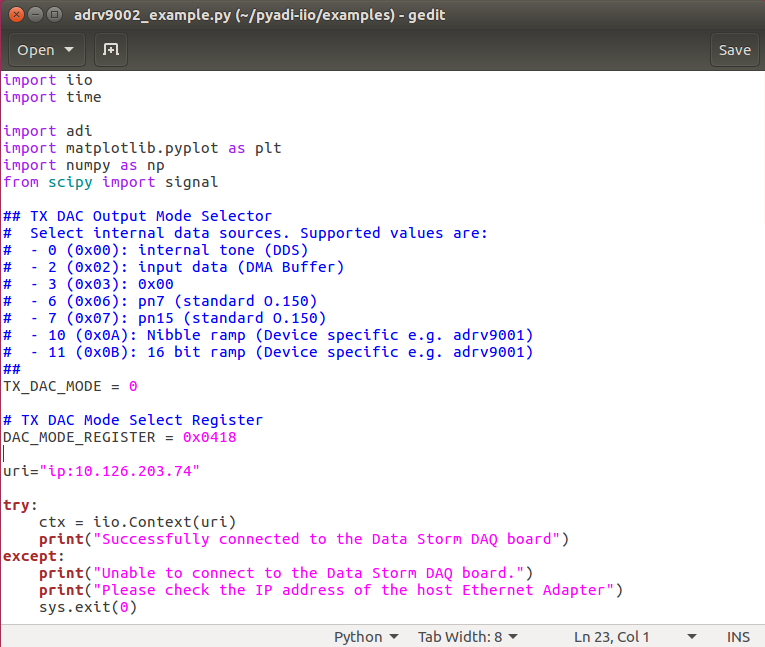 adrv9002_example.py (~/pyadi-iio/examples) - gedit
Open
Save
import iio
import time
import adi
import matplotlib.pyplot as plt
import numpy as np
from scipy import signal
## TX DAC Output Mode Selector
#  Select internal data sources. Supported values are:
#  - 0 (0x00): internal tone (DDS)
#  - 2 (0x02): input data (DMA Buffer)
#  - 3 (0x03): 0x00
#  - 6 (0x06): pn7 (standard O.150)
#  - 7 (0x07): pn15 (standard O.150)
#  - 10 (0x0A): Nibble ramp (Device specific e.g. adrv9001)
#  - 11 (0x0B): 16 bit ramp (Device specific e.g. adrv9001)
##
TX_DAC_MODE = 0
# TX DAC Mode Select Register
DAC_MODE_REGISTER = 0x0418
uri="ip:10.126.203.74"
try:
    ctx = iio.Context(uri)
    print("Successfully connected to the Data Storm DAQ board")
except:
    print("Unable to connect to the Data Storm DAQ board.")
    print("Please check the IP address of the host Ethernet Adapter")
    sys.exit(0)
Python Tab Width: 8 Ln 23, Col 1 INS